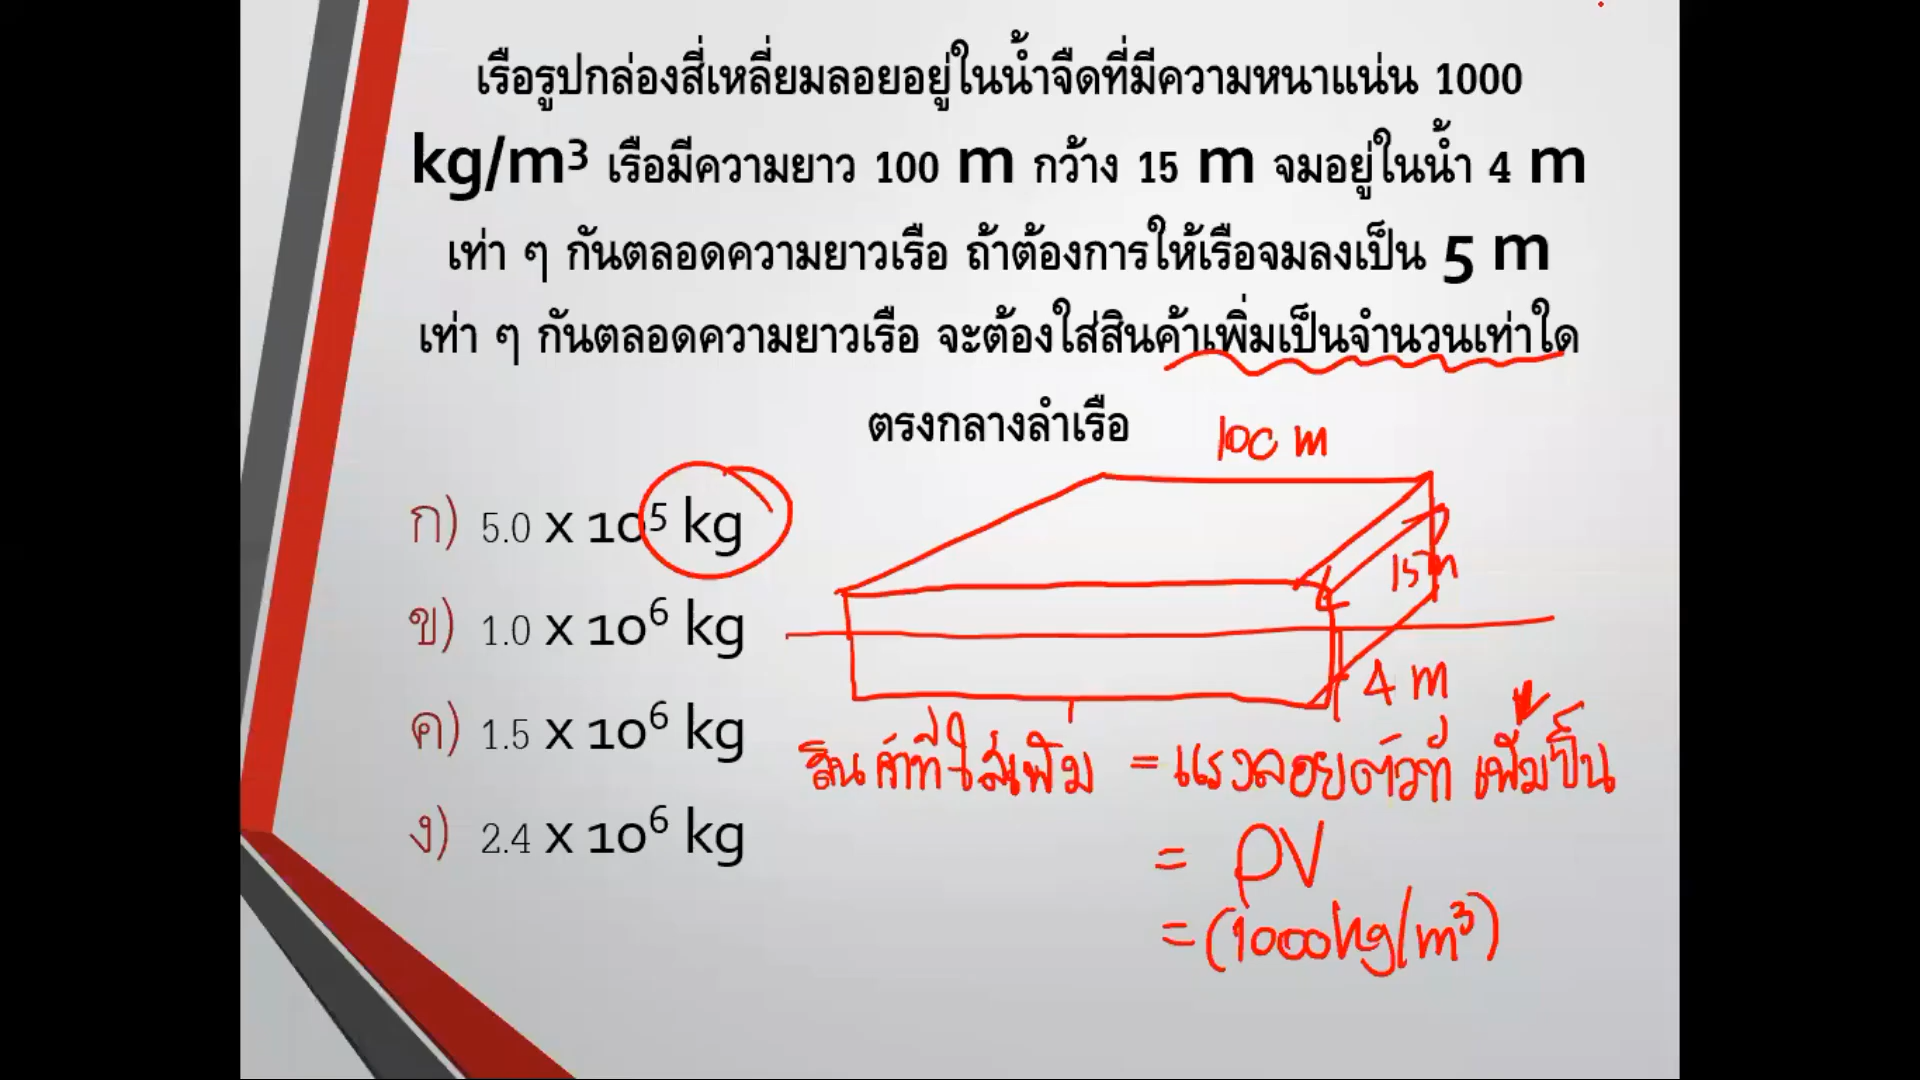 เรือรูปกล่องสี่เหลี่ยมลอยอยู่ในน้ำจืดที่มีความหนาแน่น 1000
kg/m3 เรือมีความยาว 100 m กว้าง 15 m จมอยู่ในน้ำ 4 m
เท่า ๆ กันตลอดความยาวเรือ ถ้าต้องการให้เรือจมลงเป็น 5 m
เท่า ๆ กันตลอดความยาวเรือ จะต้องใส่สินค้าเพิ่มเป็นจำนวนเท่าใด
ตรงกลางลำเรือ
100 m
ก) 5.0 x 10⁵ kg
15 m
ข) 1.0 x 10⁶ kg
4 m
ค) 1.5 x 10⁶ kg
สินค้าที่ใส่เพิ่ม = แรงลอยตัวที่เพิ่มขึ้น
ง) 2.4 x 10⁶ kg
= ρV
= (1000kg/m³)